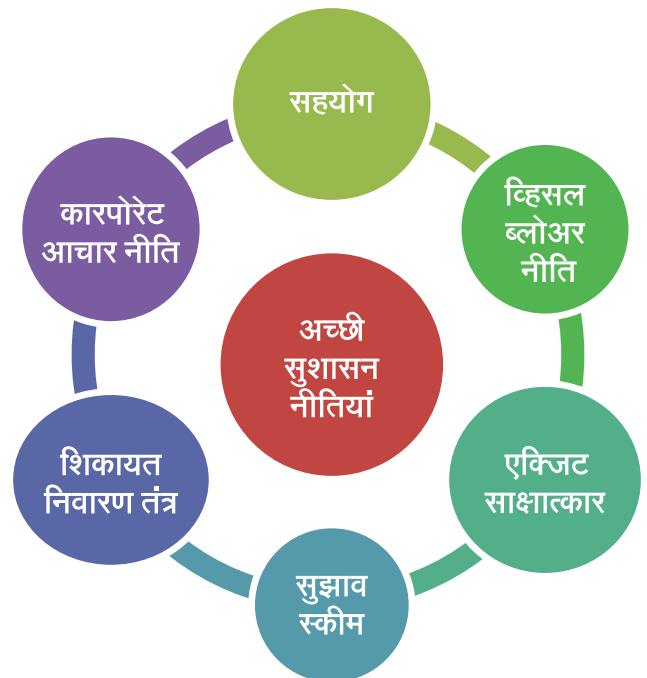 सहयोग
व्हिसल
ब्लोअर
नीति
एक्जिट
साक्षात्कार
सुझाव
स्कीम
शिकायत
निवारण तंत्र
कारपोरेट
आचार नीति
अच्छी
सुशासन
नीतियां